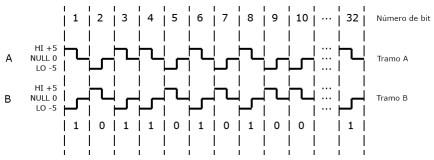 1 2 3 4 5 6 7 8 9 10 ... 32 Número de bit
HI +5
A NULL 0 ... Tramo A
LO -5
HI +5
B NULL 0 ... Tramo B
LO -5
1 0 1 1 0 1 0 1 0 0 1